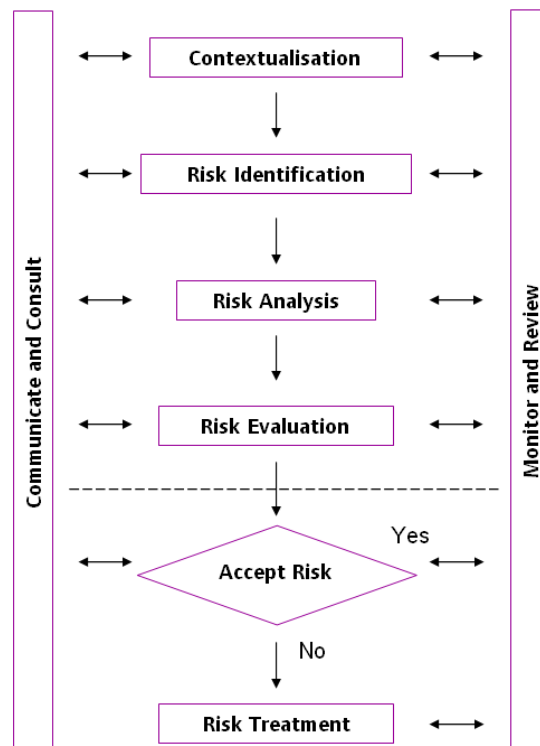 Communicate and Consult
Contextualisation
Risk Identification
Risk Analysis
Risk Evaluation
Accept Risk
Yes
No
Risk Treatment
Monitor and Review